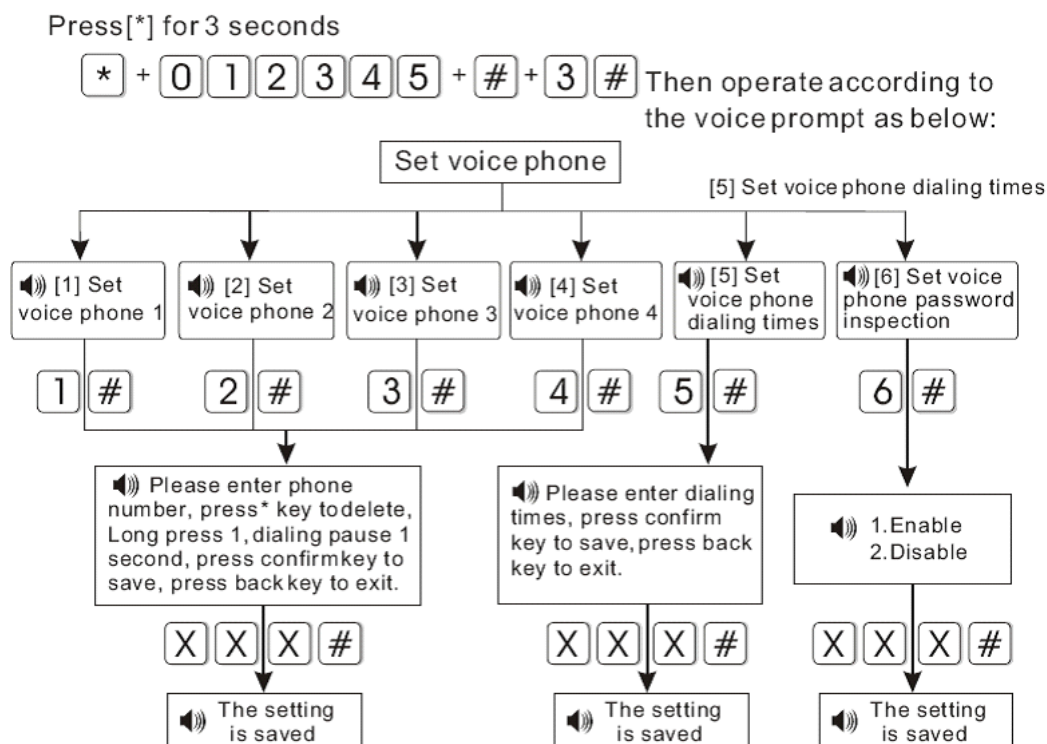 Press[*] for 3 seconds
* + 0 1 2 3 4 5 + # + 3 # Then operate according to
the voice prompt as below:
Set voice phone
[5] Set voice phone dialing times
[1] Set
voice phone 1
[2] Set
voice phone 2
[3] Set
voice phone 3
[4] Set
voice phone 4
[5] Set
voice phone
dialing times
[6] Set voice
phone password
inspection
1 #
2 #
3 #
4 #
5 #
6 #
Please enter phone
number, press* key to delete,
Long press 1, dialing pause 1
second, press confirm key to
save, press back key to exit.
Please enter dialing
times, press confirm
key to save, press back
key to exit.
1.Enable
2.Disable
X X X #
X X X #
X X X #
The setting
is saved
The setting
is saved
The setting
is saved